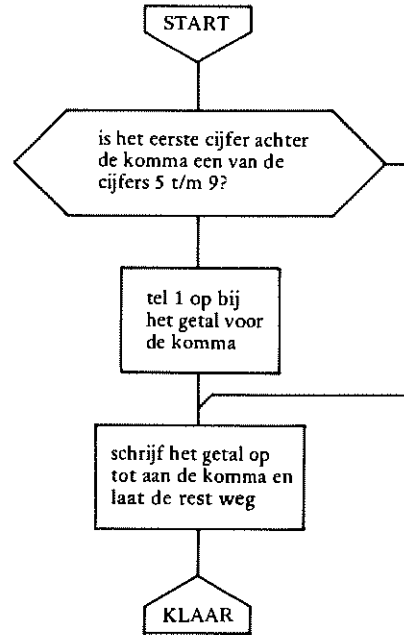 START
is het eerste cijfer achter
de komma een van de
cijfers 5 t/m 9?
tel 1 op bij
het getal voor
de komma
schrijf het getal op
tot aan de komma en
laat de rest weg
KLAAR